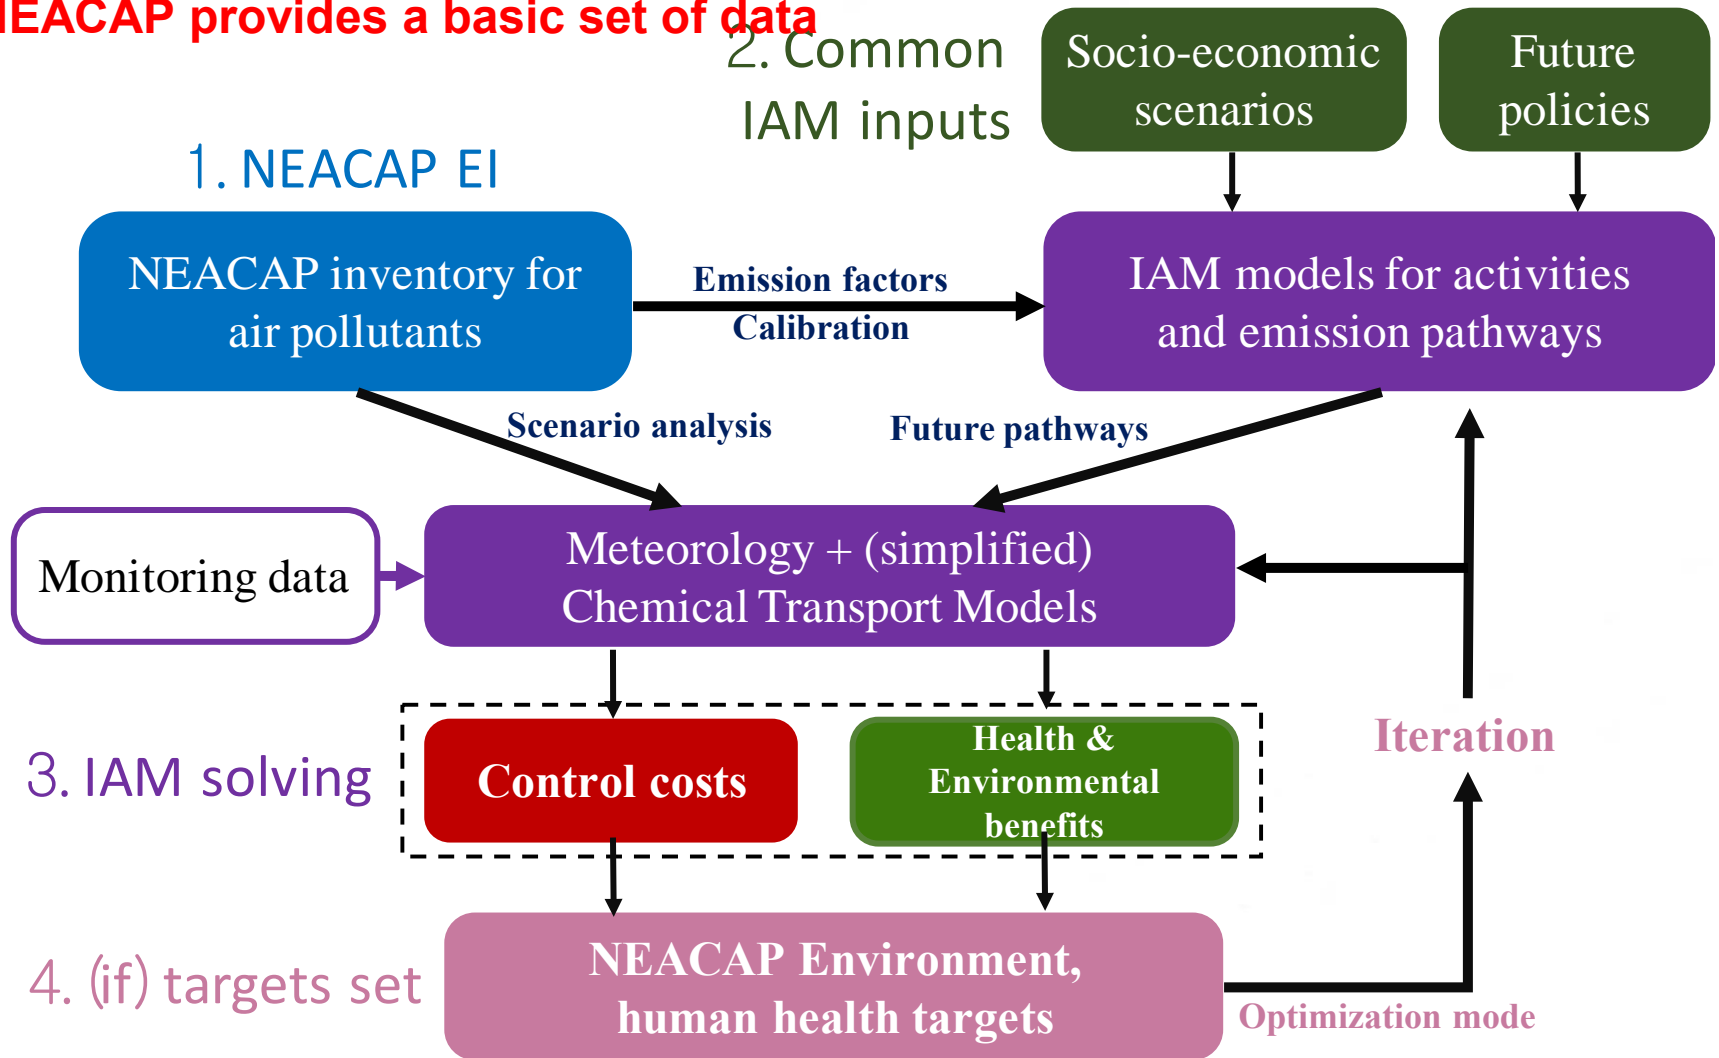 NEACAP provides a basic set of data
2. Common
IAM inputs
Socio-economic
scenarios
Future
policies
1. NEACAP EI
NEACAP inventory for
air pollutants
Emission factors
Calibration
IAM models for activities
and emission pathways
Scenario analysis
Future pathways
Monitoring data
Meteorology + (simplified)
Chemical Transport Models
3. IAM solving
Control costs
Health &
Environmental
benefits
Iteration
4. (if) targets set
NEACAP Environment,
human health targets
Optimization mode